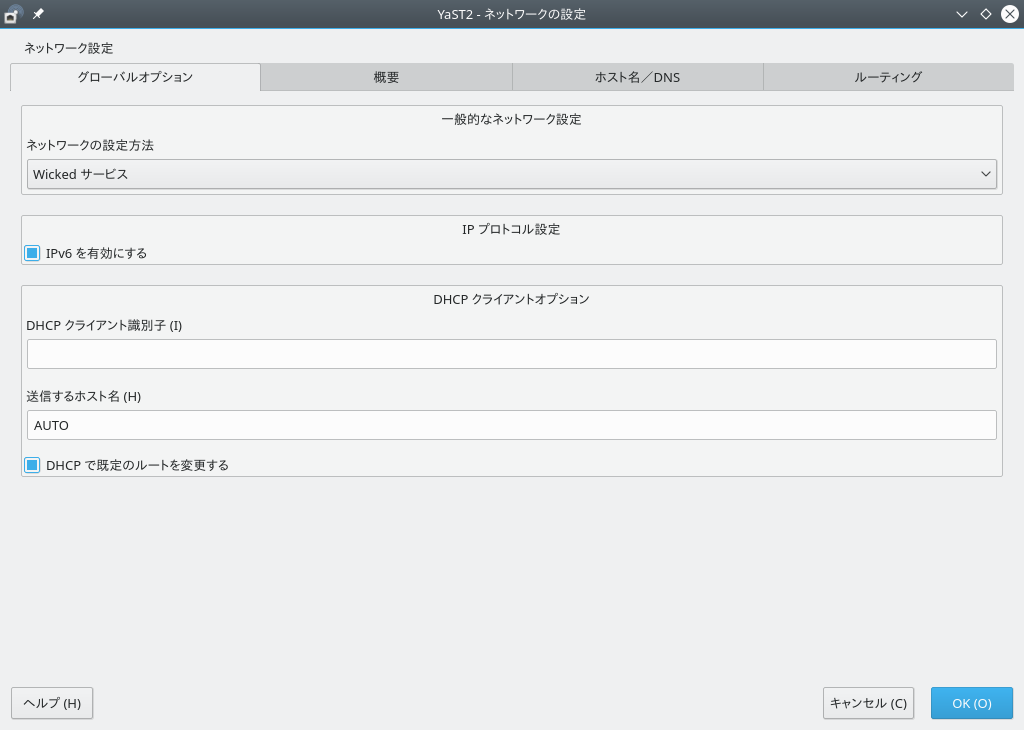 YaST2 - ネットワークの設定
ネットワーク設定
グローバルオプション
概要
ホスト名／DNS
ルーティング
一般的なネットワーク設定
ネットワークの設定方法
Wicked サービス
IP プロトコル設定
IPv6 を有効にする
DHCP クライアントオプション
DHCP クライアント識別子 (I)
送信するホスト名 (H)
AUTO
DHCP で既定のルートを変更する
ヘルプ (H)
キャンセル (C)
OK (O)